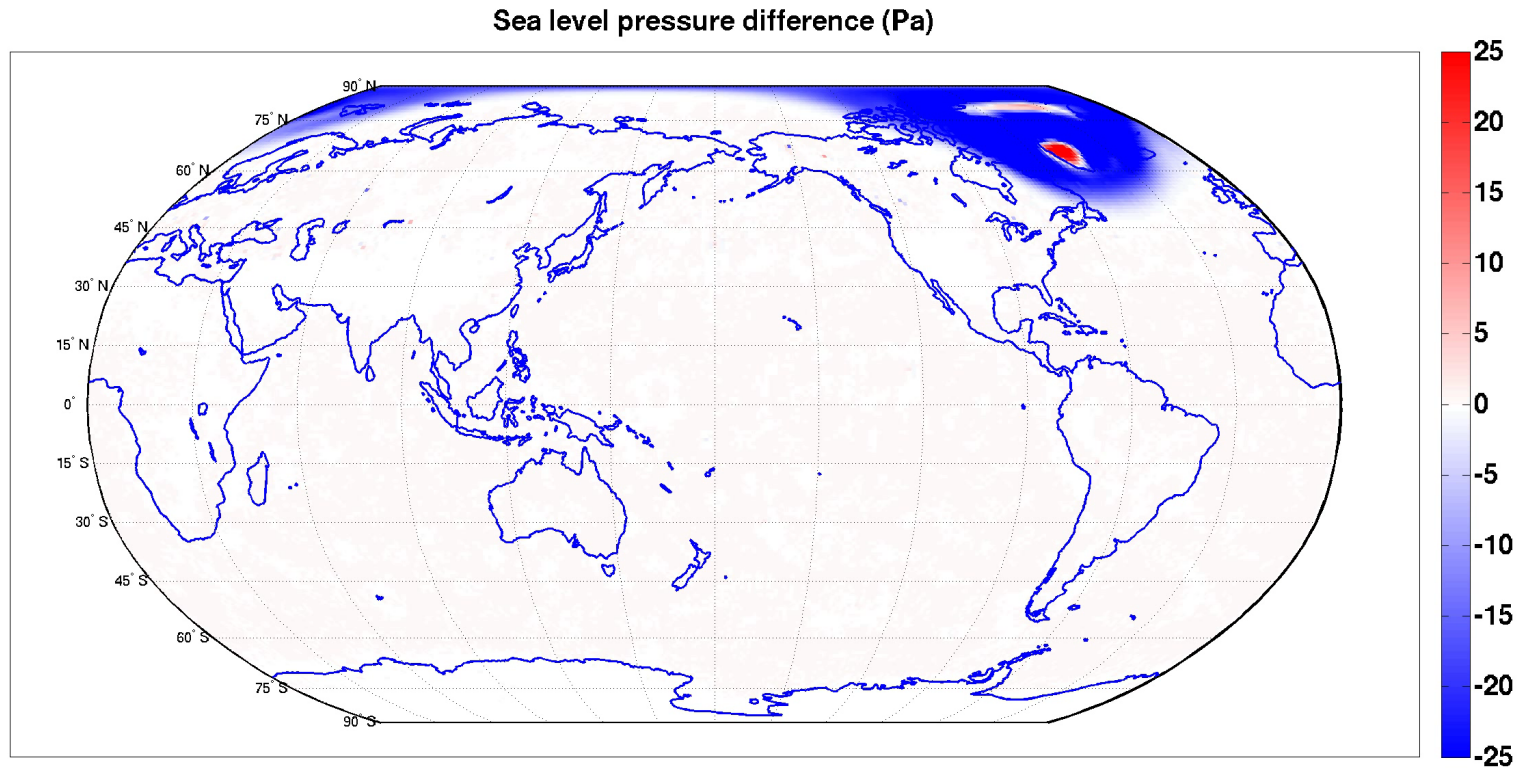 Sea level pressure difference (Pa)
90° N
75° N
60° N
45° N
30° N
15° N
0°
15° S
30° S
45° S
60° S
75° S
90° S
25
20
15
10
5
0
-5
-10
-15
-20
-25